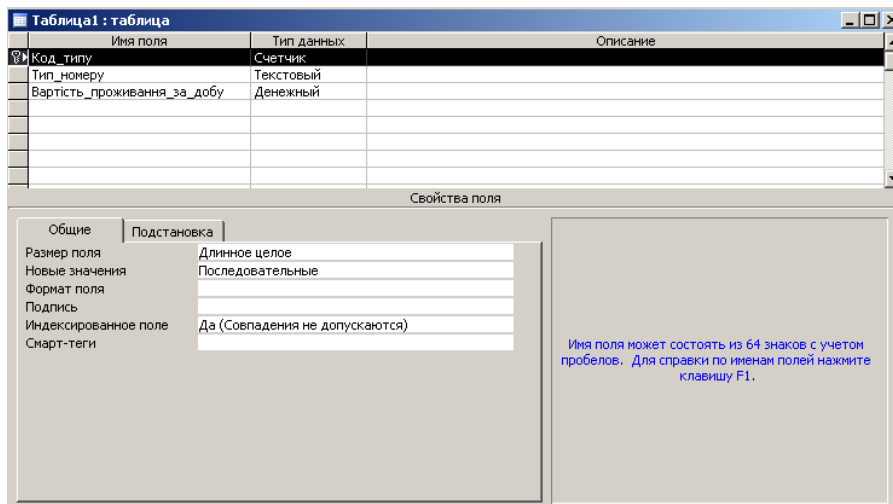 Таблица1 : таблица
Имя поля Тип данных Описание
Код_типу Счетчик
Тип_номеру Текстовый
Вартість_проживання_за_добу Денежный
Свойства поля
Общие Подстановка
Размер поля Длинное целое
Новые значения Последовательные
Формат поля
Подпись
Индексированное поле Да (Совпадения не допускаются)
Смарт-теги
Имя поля может состоять из 64 знаков с учетом
пробелов. Для справки по именам полей нажмите
клавишу F1.